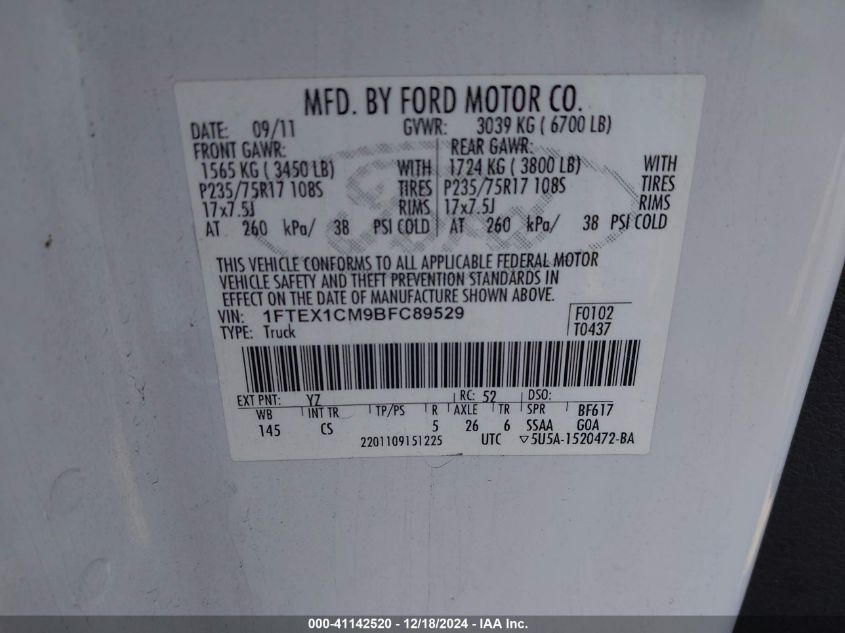 MFD. BY FORD MOTOR CO.
DATE: 09/11 GVWR: 3039 KG ( 6700 LB)
FRONT GAWR: REAR GAWR:
1565 KG ( 3450 LB) WITH 1724 KG ( 3800 LB) WITH
P235/75R17 108S TIRES P235/75R17 108S TIRES
17x7.5J RIMS 17x7.5J RIMS
AT 260 kPa/ 38 PSI COLD AT 260 kPa/ 38 PSI COLD
THIS VEHICLE CONFORMS TO ALL APPLICABLE FEDERAL MOTOR
VEHICLE SAFETY AND THEFT PREVENTION STANDARDS IN
EFFECT ON THE DATE OF MANUFACTURE SHOWN ABOVE.
VIN: 1FTEX1CM9BFC89529 F0102
TYPE: Truck T0437
EXT PNT: YZ RC: 52 DSO:
WB INT TR TP/PS R AXLE TR SPR BF617
145 CS 5 26 6 SSAA GOA
2201109151225 UTC ▽5U5A-1520472-BA
000-41142520 - 12/18/2024 - IAA Inc.